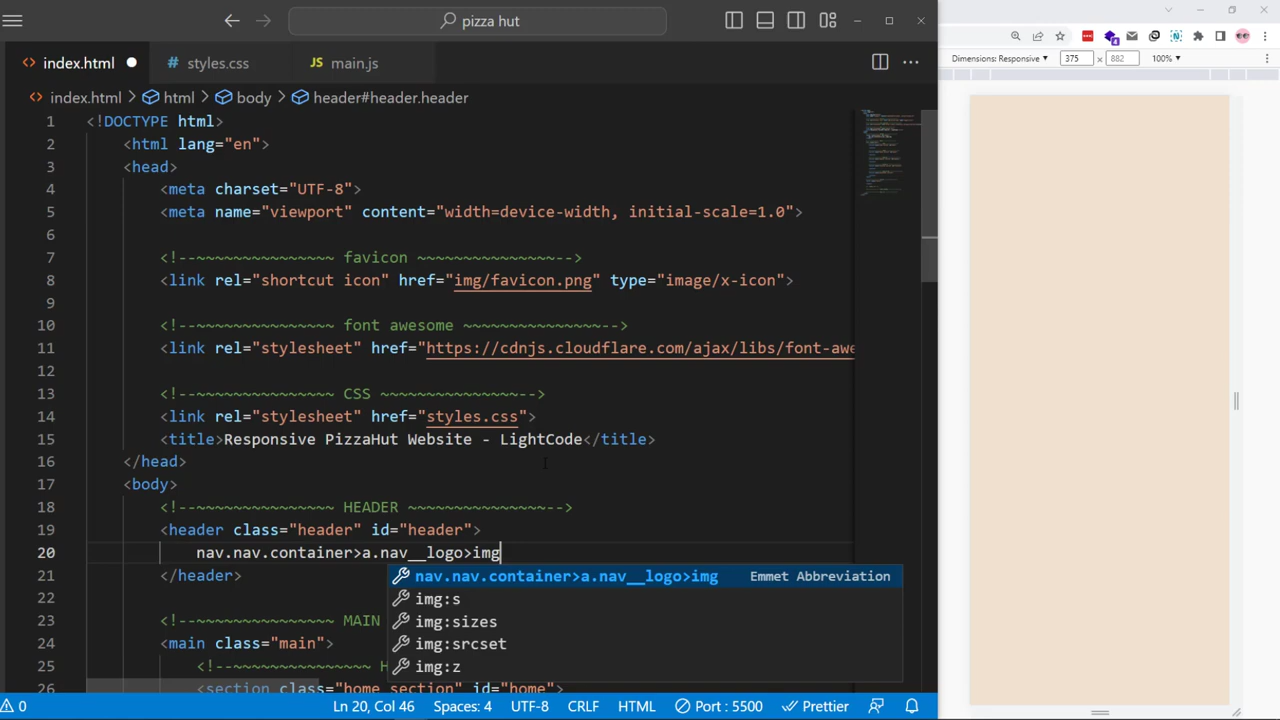 pizza hut
index.html
styles.css
JS main.js
index.html > html > body > header#header.header
Dimensions: Responsive 375 × 882 100%
1 <!DOCTYPE html>
2 <html lang="en">
3 <head>
4 <meta charset="UTF-8">
5 <meta name="viewport" content="width=device-width, initial-scale=1.0">
6
7 <!--~~~~~~~~~~~~~~~ favicon ~~~~~~~~~~~~~~~-->
8 <link rel="shortcut icon" href="img/favicon.png" type="image/x-icon">
9
10 <!--~~~~~~~~~~~~~~~ font awesome ~~~~~~~~~~~~~~~-->
11 <link rel="stylesheet" href="https://cdnjs.cloudflare.com/ajax/libs/font-awe
12
13 <!--~~~~~~~~~~~~~~~ CSS ~~~~~~~~~~~~~~~-->
14 <link rel="stylesheet" href="styles.css">
15 <title>Responsive PizzaHut Website - LightCode</title>
16 </head>
17 <body>
18 <!--~~~~~~~~~~~~~~~ HEADER ~~~~~~~~~~~~~~~-->
19 <header class="header" id="header">
20 nav.nav.container>a.nav__logo>img
21 </header>
nav.nav.container>a.nav__logo>img Emmet Abbreviation
22
img:s
23 <!--~~~~~~~~~~~~~~~ MAIN
img:sizes
24 <main class="main">
img:srcset
25 <!--~~~~~~~~~~~~~~~ H
img:z
26 <section class="home section" id="home">
0 Ln 20, Col 46 Spaces: 4 UTF-8 CRLF HTML Port : 5500 Prettier